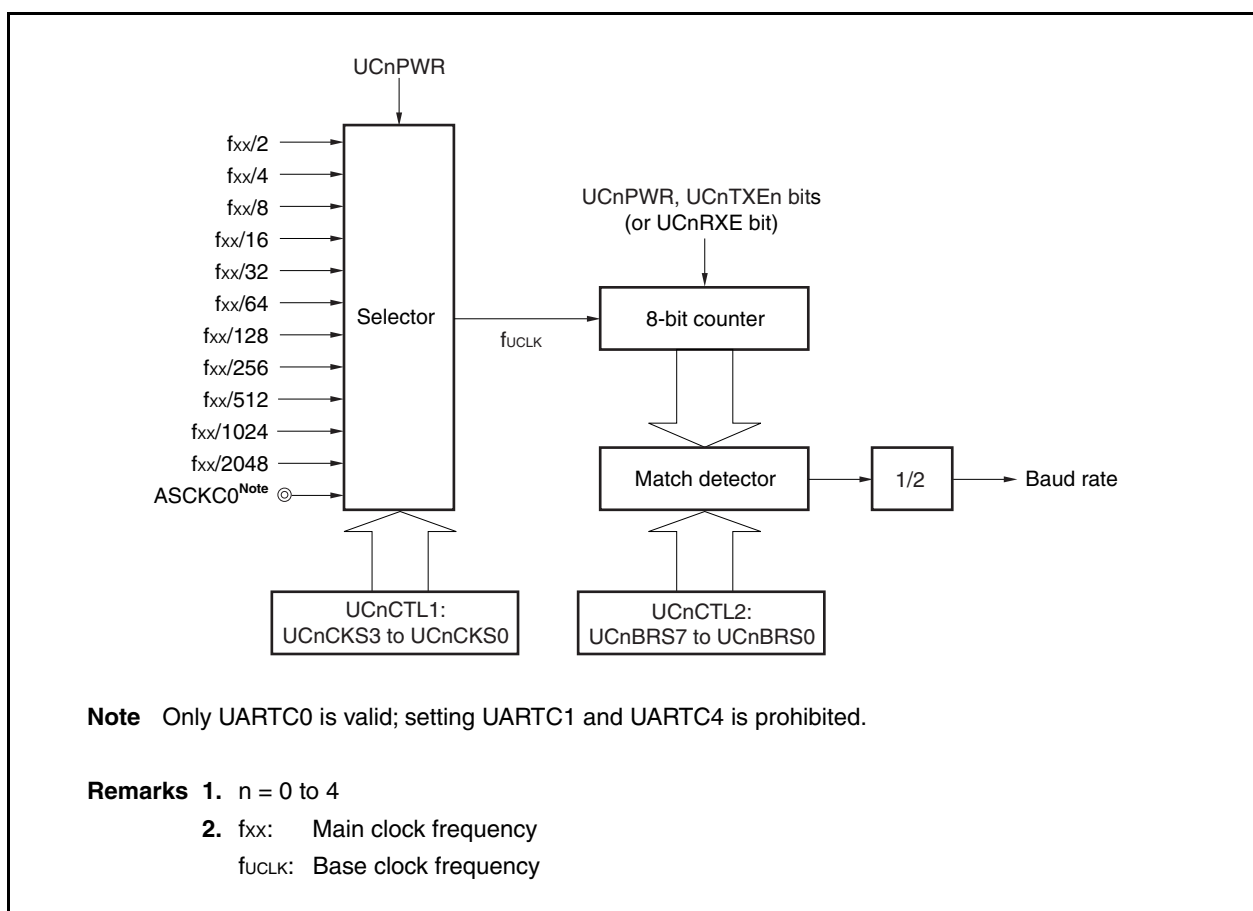 UCnPWR
fxx/2
fxx/4
fxx/8
fxx/16
fxx/32
fxx/64
fxx/128
fxx/256
fxx/512
fxx/1024
fxx/2048
ASCKC0Note
Selector
fUCLK
UCnPWR, UCnTXEn bits
(or UCnRXE bit)
8-bit counter
Match detector
1/2
Baud rate
UCnCTL1:
UCnCKS3 to UCnCKS0
UCnCTL2:
UCnBRS7 to UCnBRS0
Note Only UARTC0 is valid; setting UARTC1 and UARTC4 is prohibited.
Remarks 1. n = 0 to 4
2. fxx: Main clock frequency
fUCLK: Base clock frequency